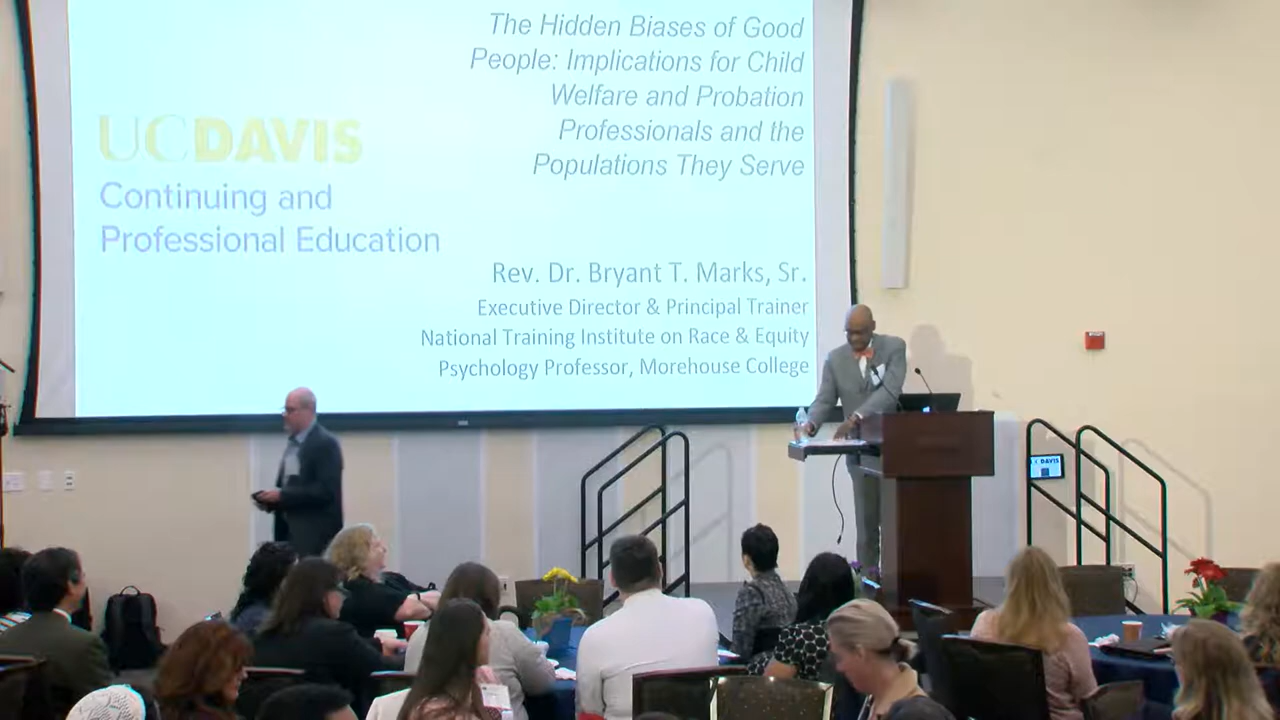 The Hidden Biases of Good
People: Implications for Child
Welfare and Probation
Professionals and the
Populations They Serve
UCDAVIS
Continuing and
Professional Education
Rev. Dr. Bryant T. Marks, Sr.
Executive Director & Principal Trainer
National Training Institute on Race & Equity
Psychology Professor, Morehouse College
DAVIS